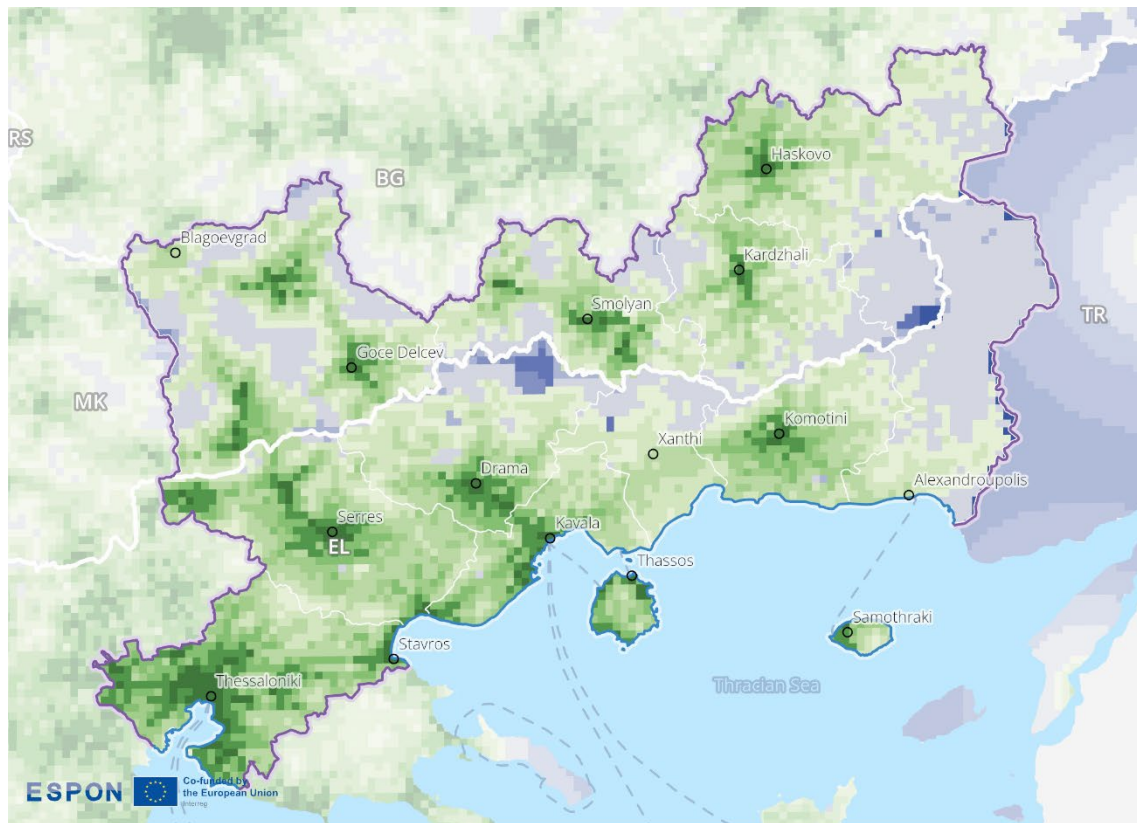 RS
BG
Haskovo
Blagoevgrad
Kardzhali
Smolyan
TR
Goce Delcev
MK
Komotini
Xanthi
Drama
Alexandroupolis
Serres
EL
Kavala
Thassos
Samothraki
Stavros
Thracian Sea
Thessaloniki
ESPON
Co-funded by
the European Union
Interreg